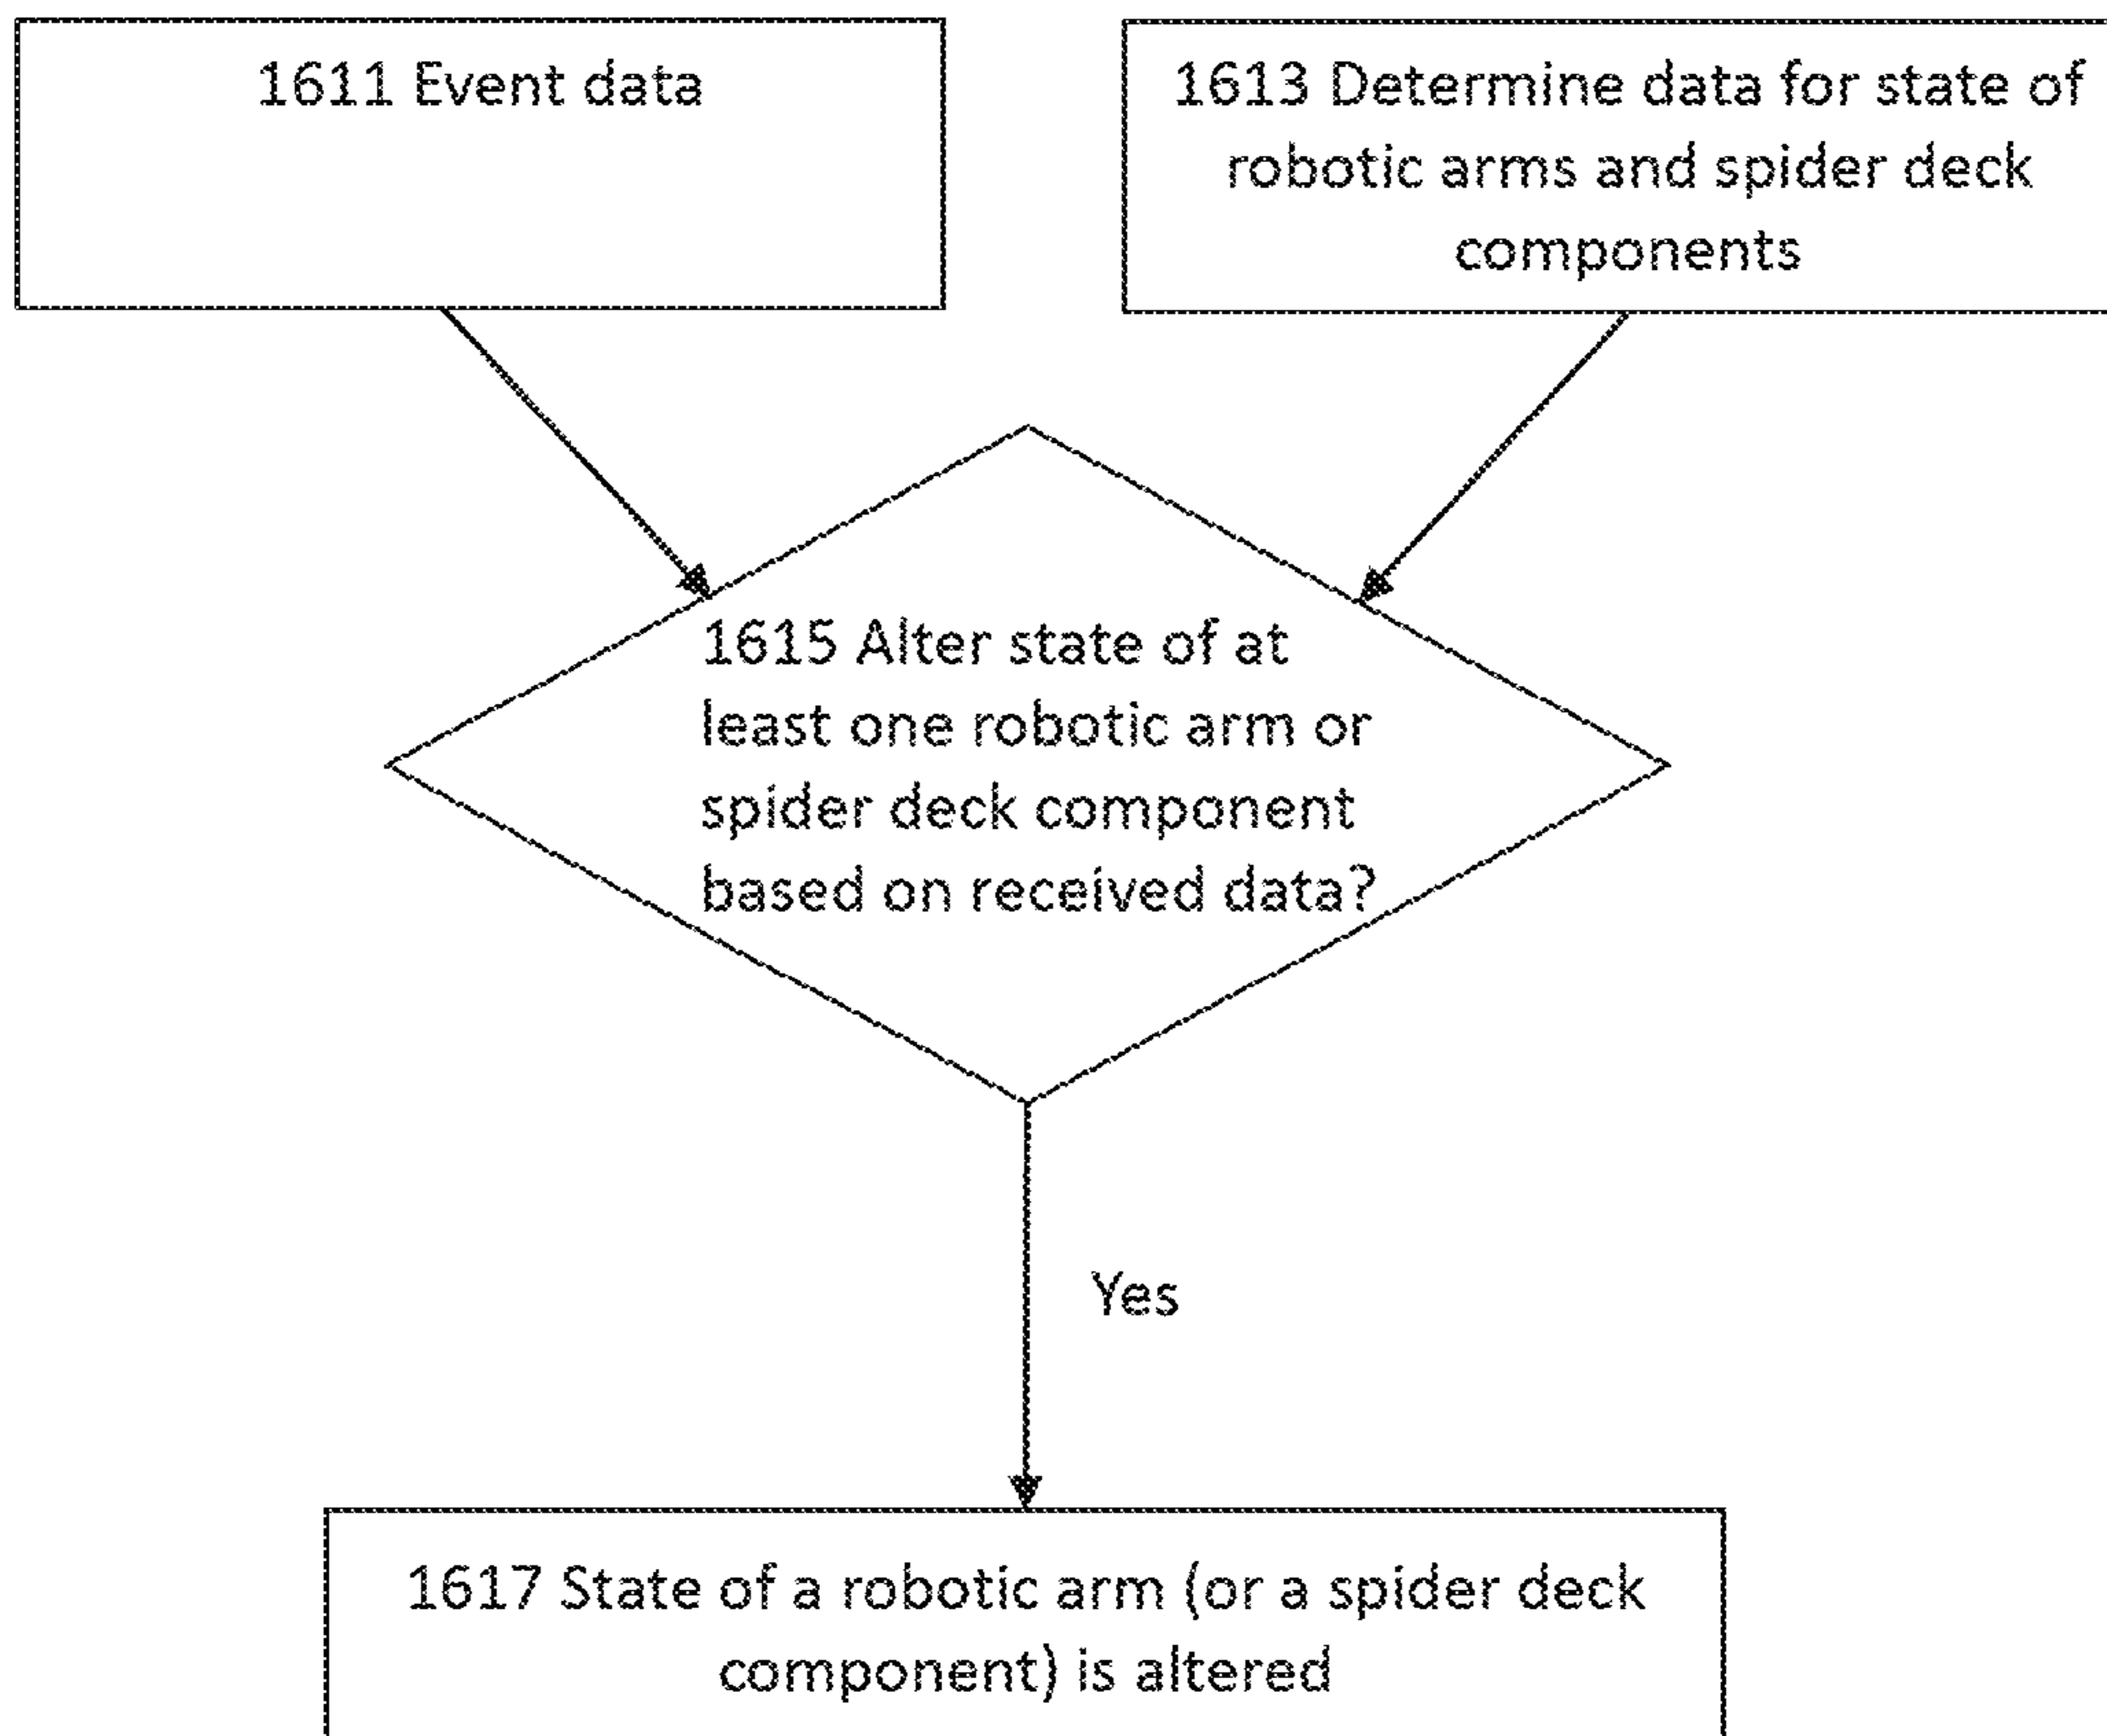 1611 Event data
1613 Determine data for state of
robotic arms and spider deck
components
1615 Alter state of at
least one robotic arm or
spider deck component
based on received data?
Yes
1617 State of a robotic arm (or a spider deck
component) is altered